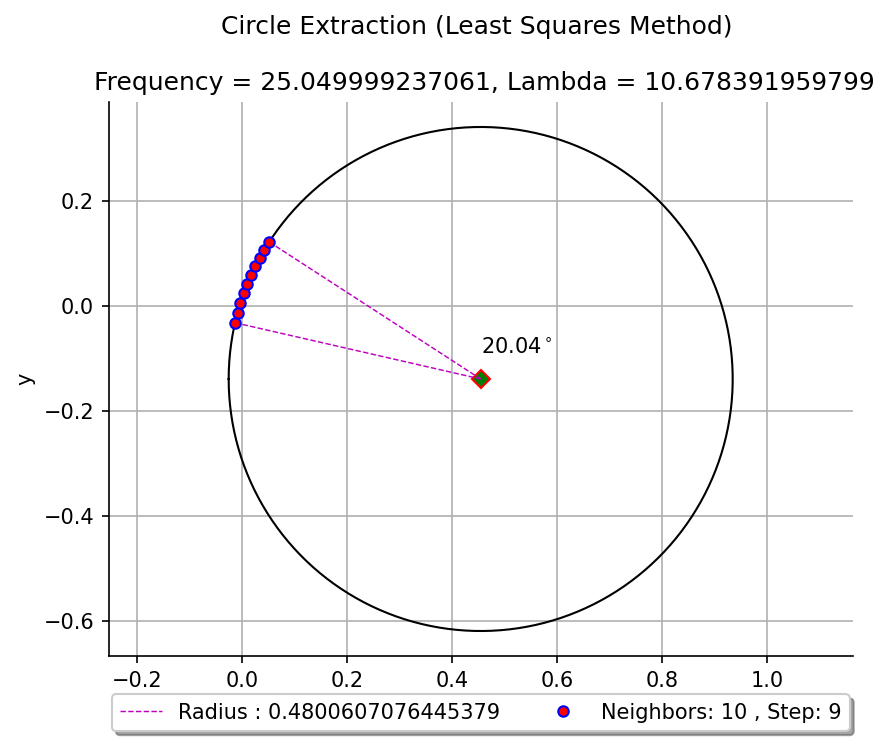 Circle Extraction (Least Squares Method)
Frequency = 25.049999237061, Lambda = 10.678391959799
0.2
0.0
−0.2
−0.4
−0.6
y
20.04°
−0.2 0.0 0.2 0.4 0.6 0.8 1.0
Radius : 0.4800607076445379
Neighbors: 10 , Step: 9